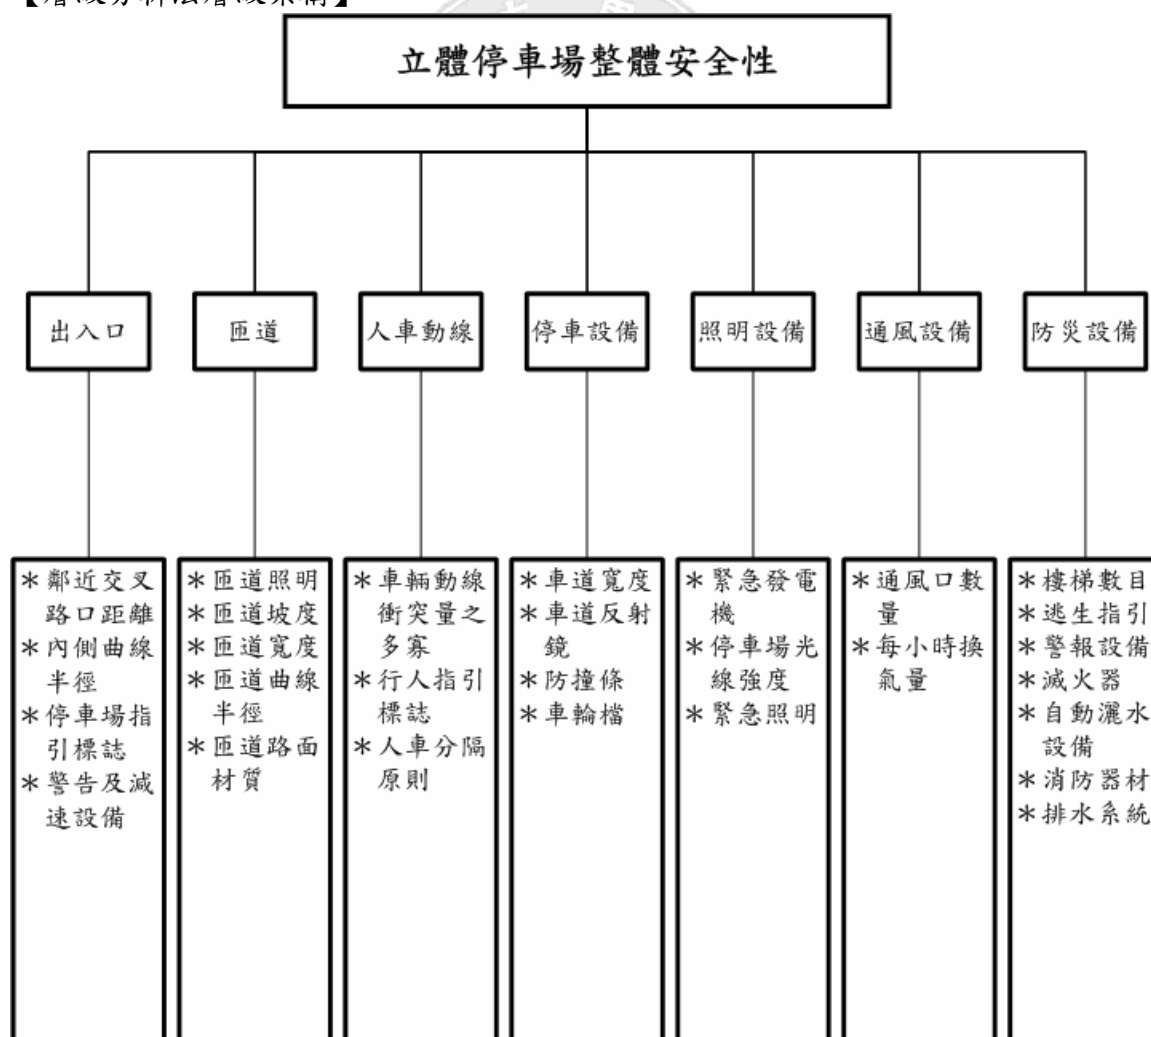 【層級分析法層級架構】
立體停車場整體安全性
出入口
匝道
人車動線
停車設備
照明設備
通風設備
防災設備
＊鄰近交叉
路口距離
＊內側曲線
半徑
＊停車場指
引標誌
＊警告及減
速設備
＊匝道照明
＊匝道坡度
＊匝道寬度
＊匝道曲線
半徑
＊匝道路面
材質
＊車輛動線
衝突量之
多寡
＊行人指引
標誌
＊人車分隔
原則
＊車道寬度
＊車道反射
鏡
＊防撞條
＊車輪檔
＊緊急發電
機
＊停車場光
線強度
＊緊急照明
＊通風口數
量
＊每小時換
氣量
＊樓梯數目
＊逃生指引
＊警報設備
＊滅火器
＊自動灑水
設備
＊消防器材
＊排水系統